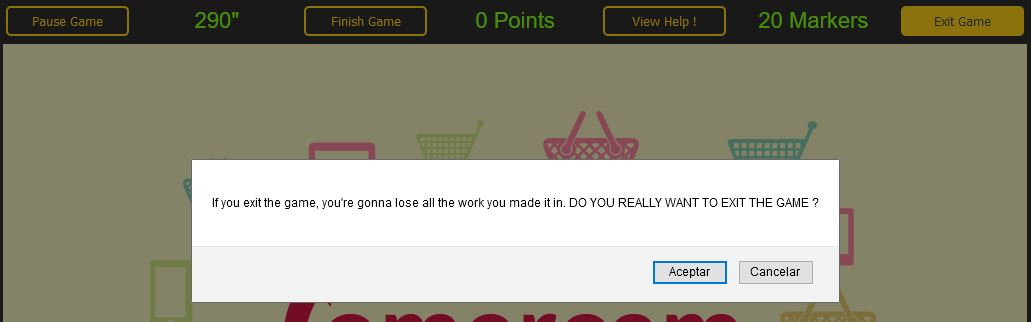 Pause Game
290"
Finish Game
0 Points
View Help !
20 Markers
Exit Game
If you exit the game, you're gonna lose all the work you made it in. DO YOU REALLY WANT TO EXIT THE GAME ?
Aceptar
Cancelar